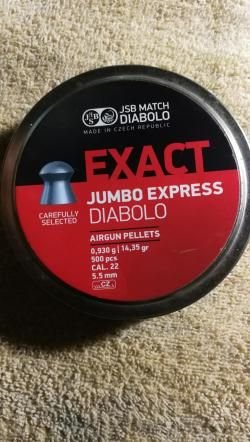 JSB
JSB MATCH
DIABOLO
MADE IN CZECH REPUBLIC
EXACT
JUMBO EXPRESS
DIABOLO
CAREFULLY
SELECTED
AIRGUN PELLETS
0,930 g | 14,35 gr
500 pcs
CAL. 22
5.5 mm
CZ